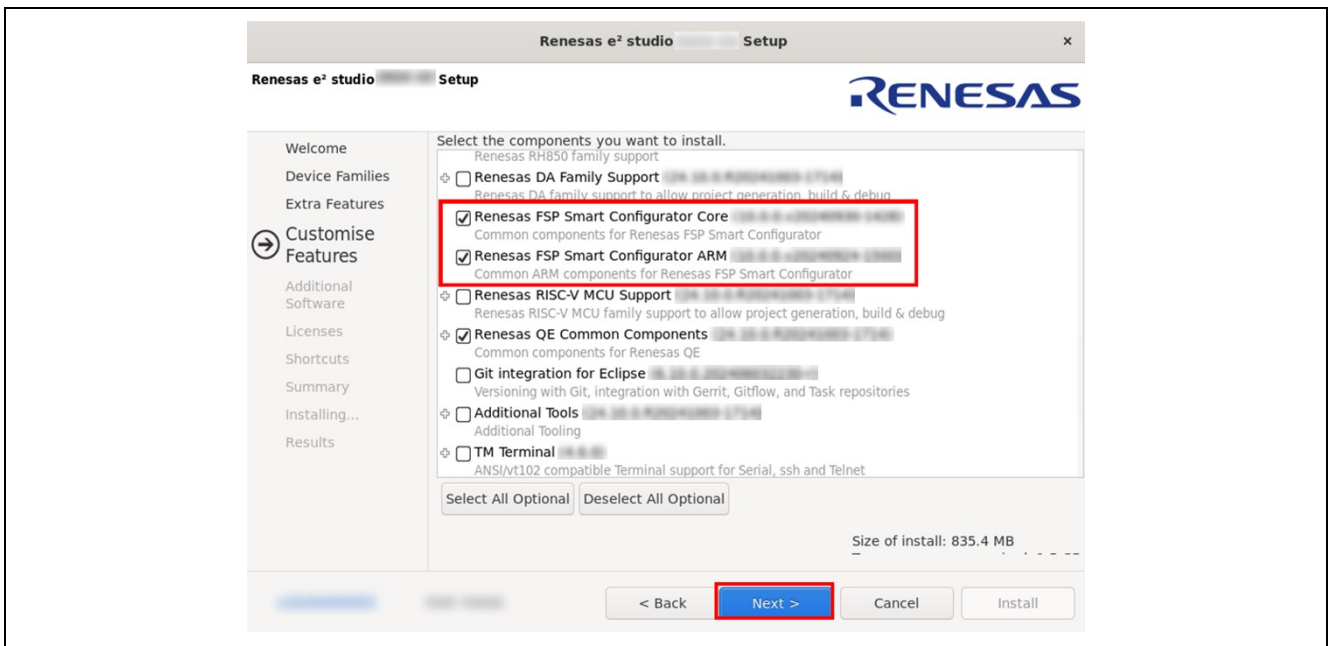 Renesas e² studio Setup
×
Renesas e² studio Setup
RENESAS
Welcome
Device Families
Extra Features
Customise
Features
Additional
Software
Licenses
Shortcuts
Summary
Installing...
Results
Select the components you want to install.
Renesas RH850 family support
Renesas DA Family Support
Renesas DA family support to allow project generation, build & debug
Renesas FSP Smart Configurator Core
Common components for Renesas FSP Smart Configurator
Renesas FSP Smart Configurator ARM
Common ARM components for Renesas FSP Smart Configurator
Renesas RISC-V MCU Support
Renesas RISC-V MCU family support to allow project generation, build & debug
Renesas QE Common Components
Common components for Renesas QE
Git integration for Eclipse
Versioning with Git, integration with Gerrit, Gitflow, and Task repositories
Additional Tools
Additional Tooling
TM Terminal
ANSI/vt102 compatible Terminal support for Serial, ssh and Telnet
Select All Optional Deselect All Optional
Size of install: 835.4 MB
< Back Next > Cancel Install